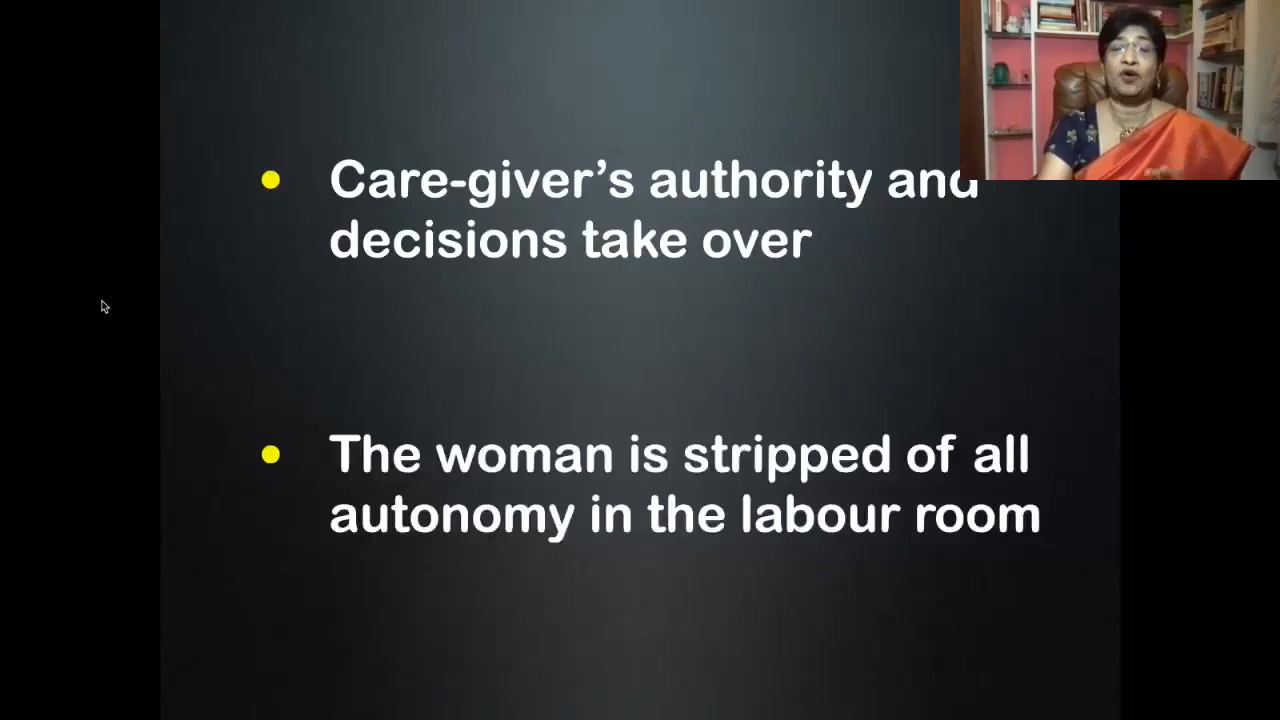 Care-giver’s authority and
decisions take over
The woman is stripped of all
autonomy in the labour room